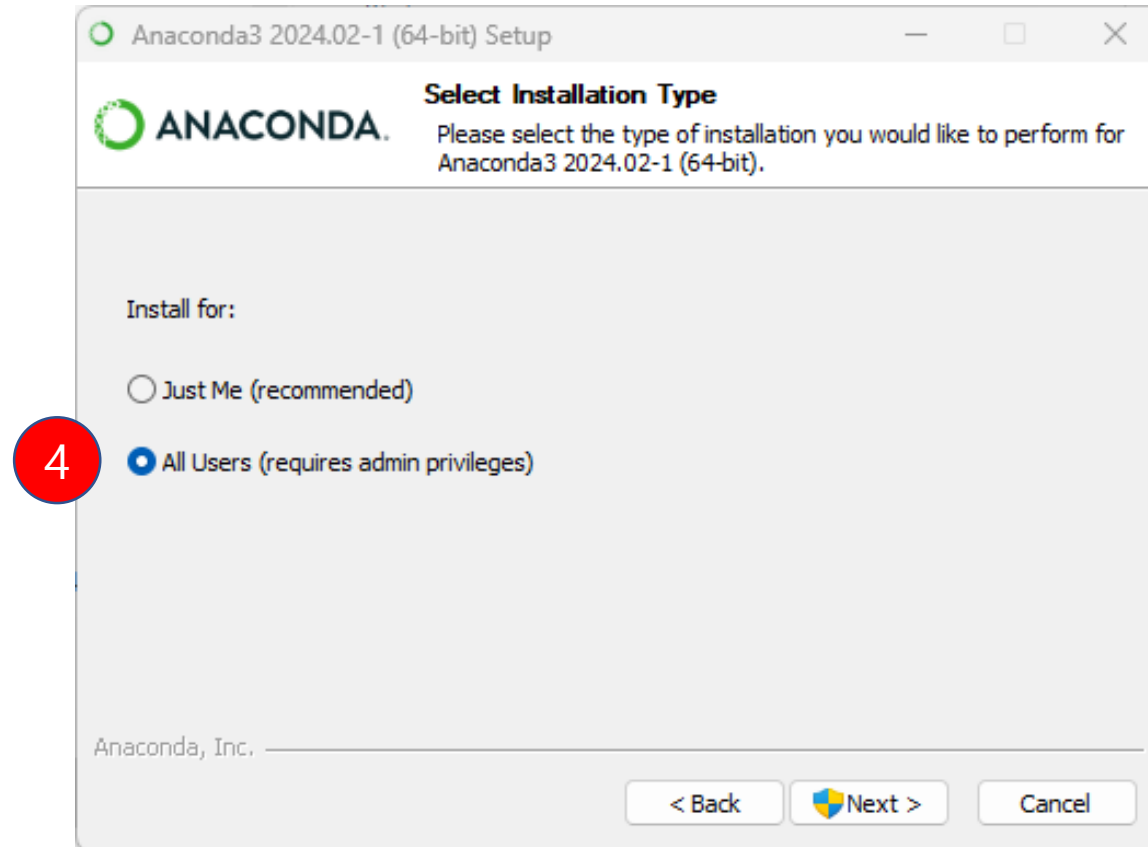 Anaconda3 2024.02-1 (64-bit) Setup
ANACONDA.
Select Installation Type
Please select the type of installation you would like to perform for
Anaconda3 2024.02-1 (64-bit).
Install for:
Just Me (recommended)
4
All Users (requires admin privileges)
Anaconda, Inc.
< Back
Next >
Cancel